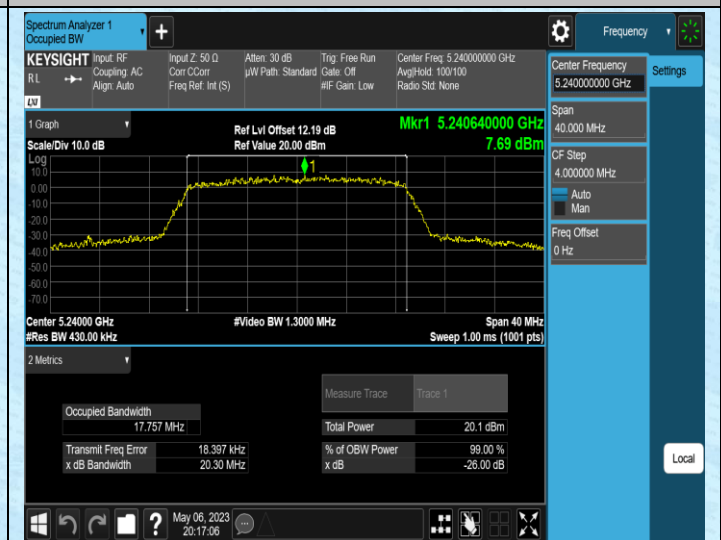 Spectrum Analyzer 1
Occupied BW
Frequency
KEYSIGHT
R L
LXI
Input: RF
Coupling: AC
Align: Auto
Input Z: 50 Ω
Corr CCorr
Freq Ref: Int (S)
Atten: 30 dB
µW Path: Standard
Trig: Free Run
Gate: Off
#IF Gain: Low
Center Freq: 5.240000000 GHz
Avg|Hold: 100/100
Radio Std: None
Center Frequency
5.240000000 GHz
Settings
Span
40.000 MHz
CF Step
4.000000 MHz
Auto
Man
Freq Offset
0 Hz
1 Graph
Scale/Div 10.0 dB
Ref Lvl Offset 12.19 dB
Ref Value 20.00 dBm
Mkr1 5.240640000 GHz
7.69 dBm
Log
10.0
0.00
-10.0
-20.0
-30.0
-40.0
-50.0
-60.0
-70.0
1
Center 5.24000 GHz
#Res BW 430.00 kHz
#Video BW 1.3000 MHz
Span 40 MHz
Sweep 1.00 ms (1001 pts)
2 Metrics
Measure Trace
Trace 1
Occupied Bandwidth
17.757 MHz
Total Power
20.1 dBm
Transmit Freq Error
18.397 kHz
% of OBW Power
99.00 %
x dB Bandwidth
20.30 MHz
x dB
-26.00 dB
Local
?
May 06, 2023
20:17:06